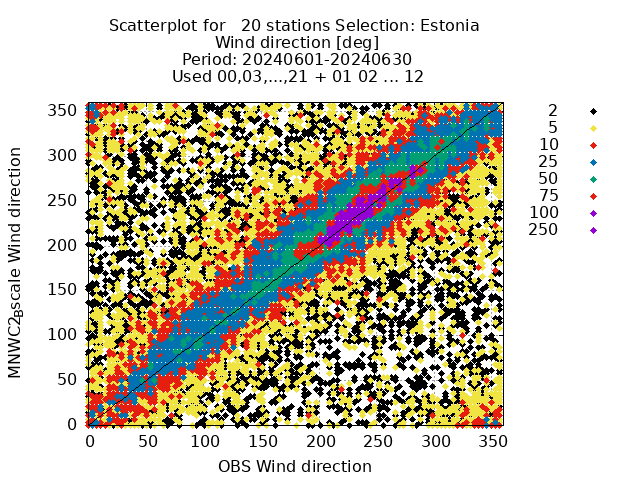 Scatterplot for   20 stations Selection: Estonia
Wind direction [deg]
Period: 20240601-20240630
Used 00,03,...,21 + 01 02 ... 12
MNWC2_Bscale Wind direction
350
300
250
200
150
100
50
0
0 50 100 150 200 250 300 350
OBS Wind direction
2
5
10
25
50
75
100
250